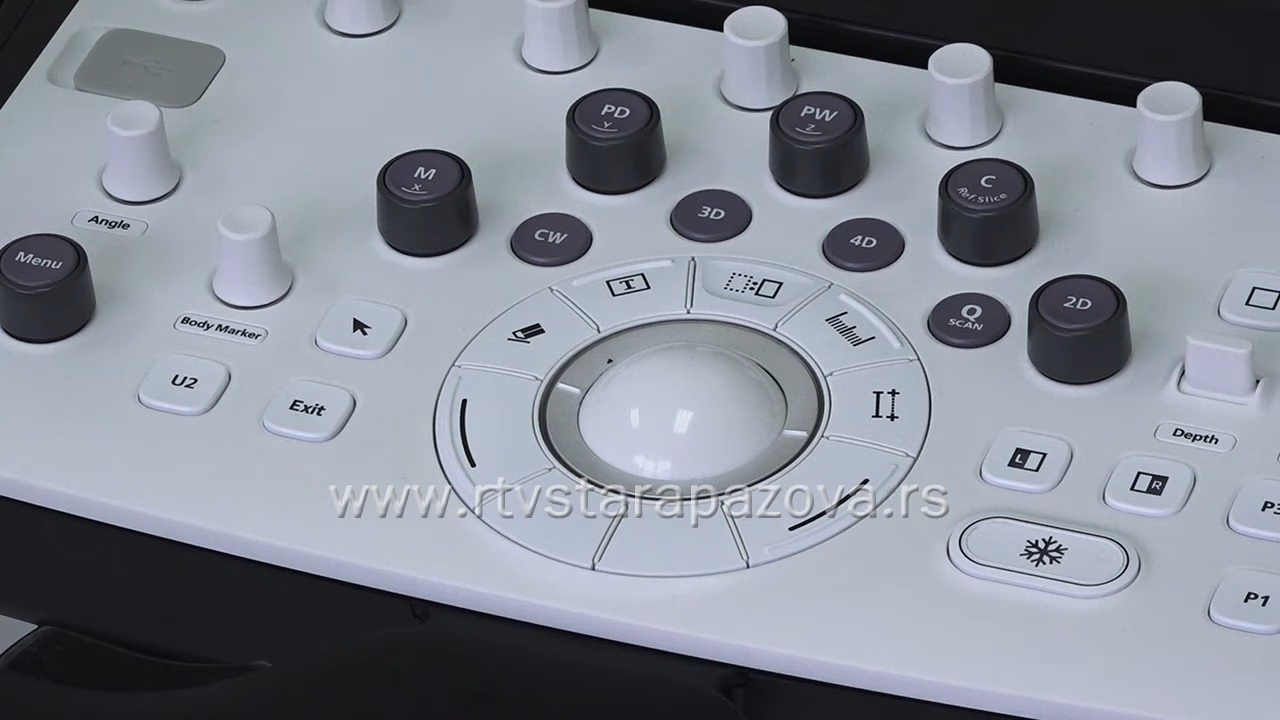 PD
Y
PW
Z
M
X
C
Ref.Slice
3D
CW
4D
Angle
Menu
Body Marker
T
2D
Q
SCAN
U2
Exit
Depth
L
R
www.rtvstarapazova.rs
P3
P1